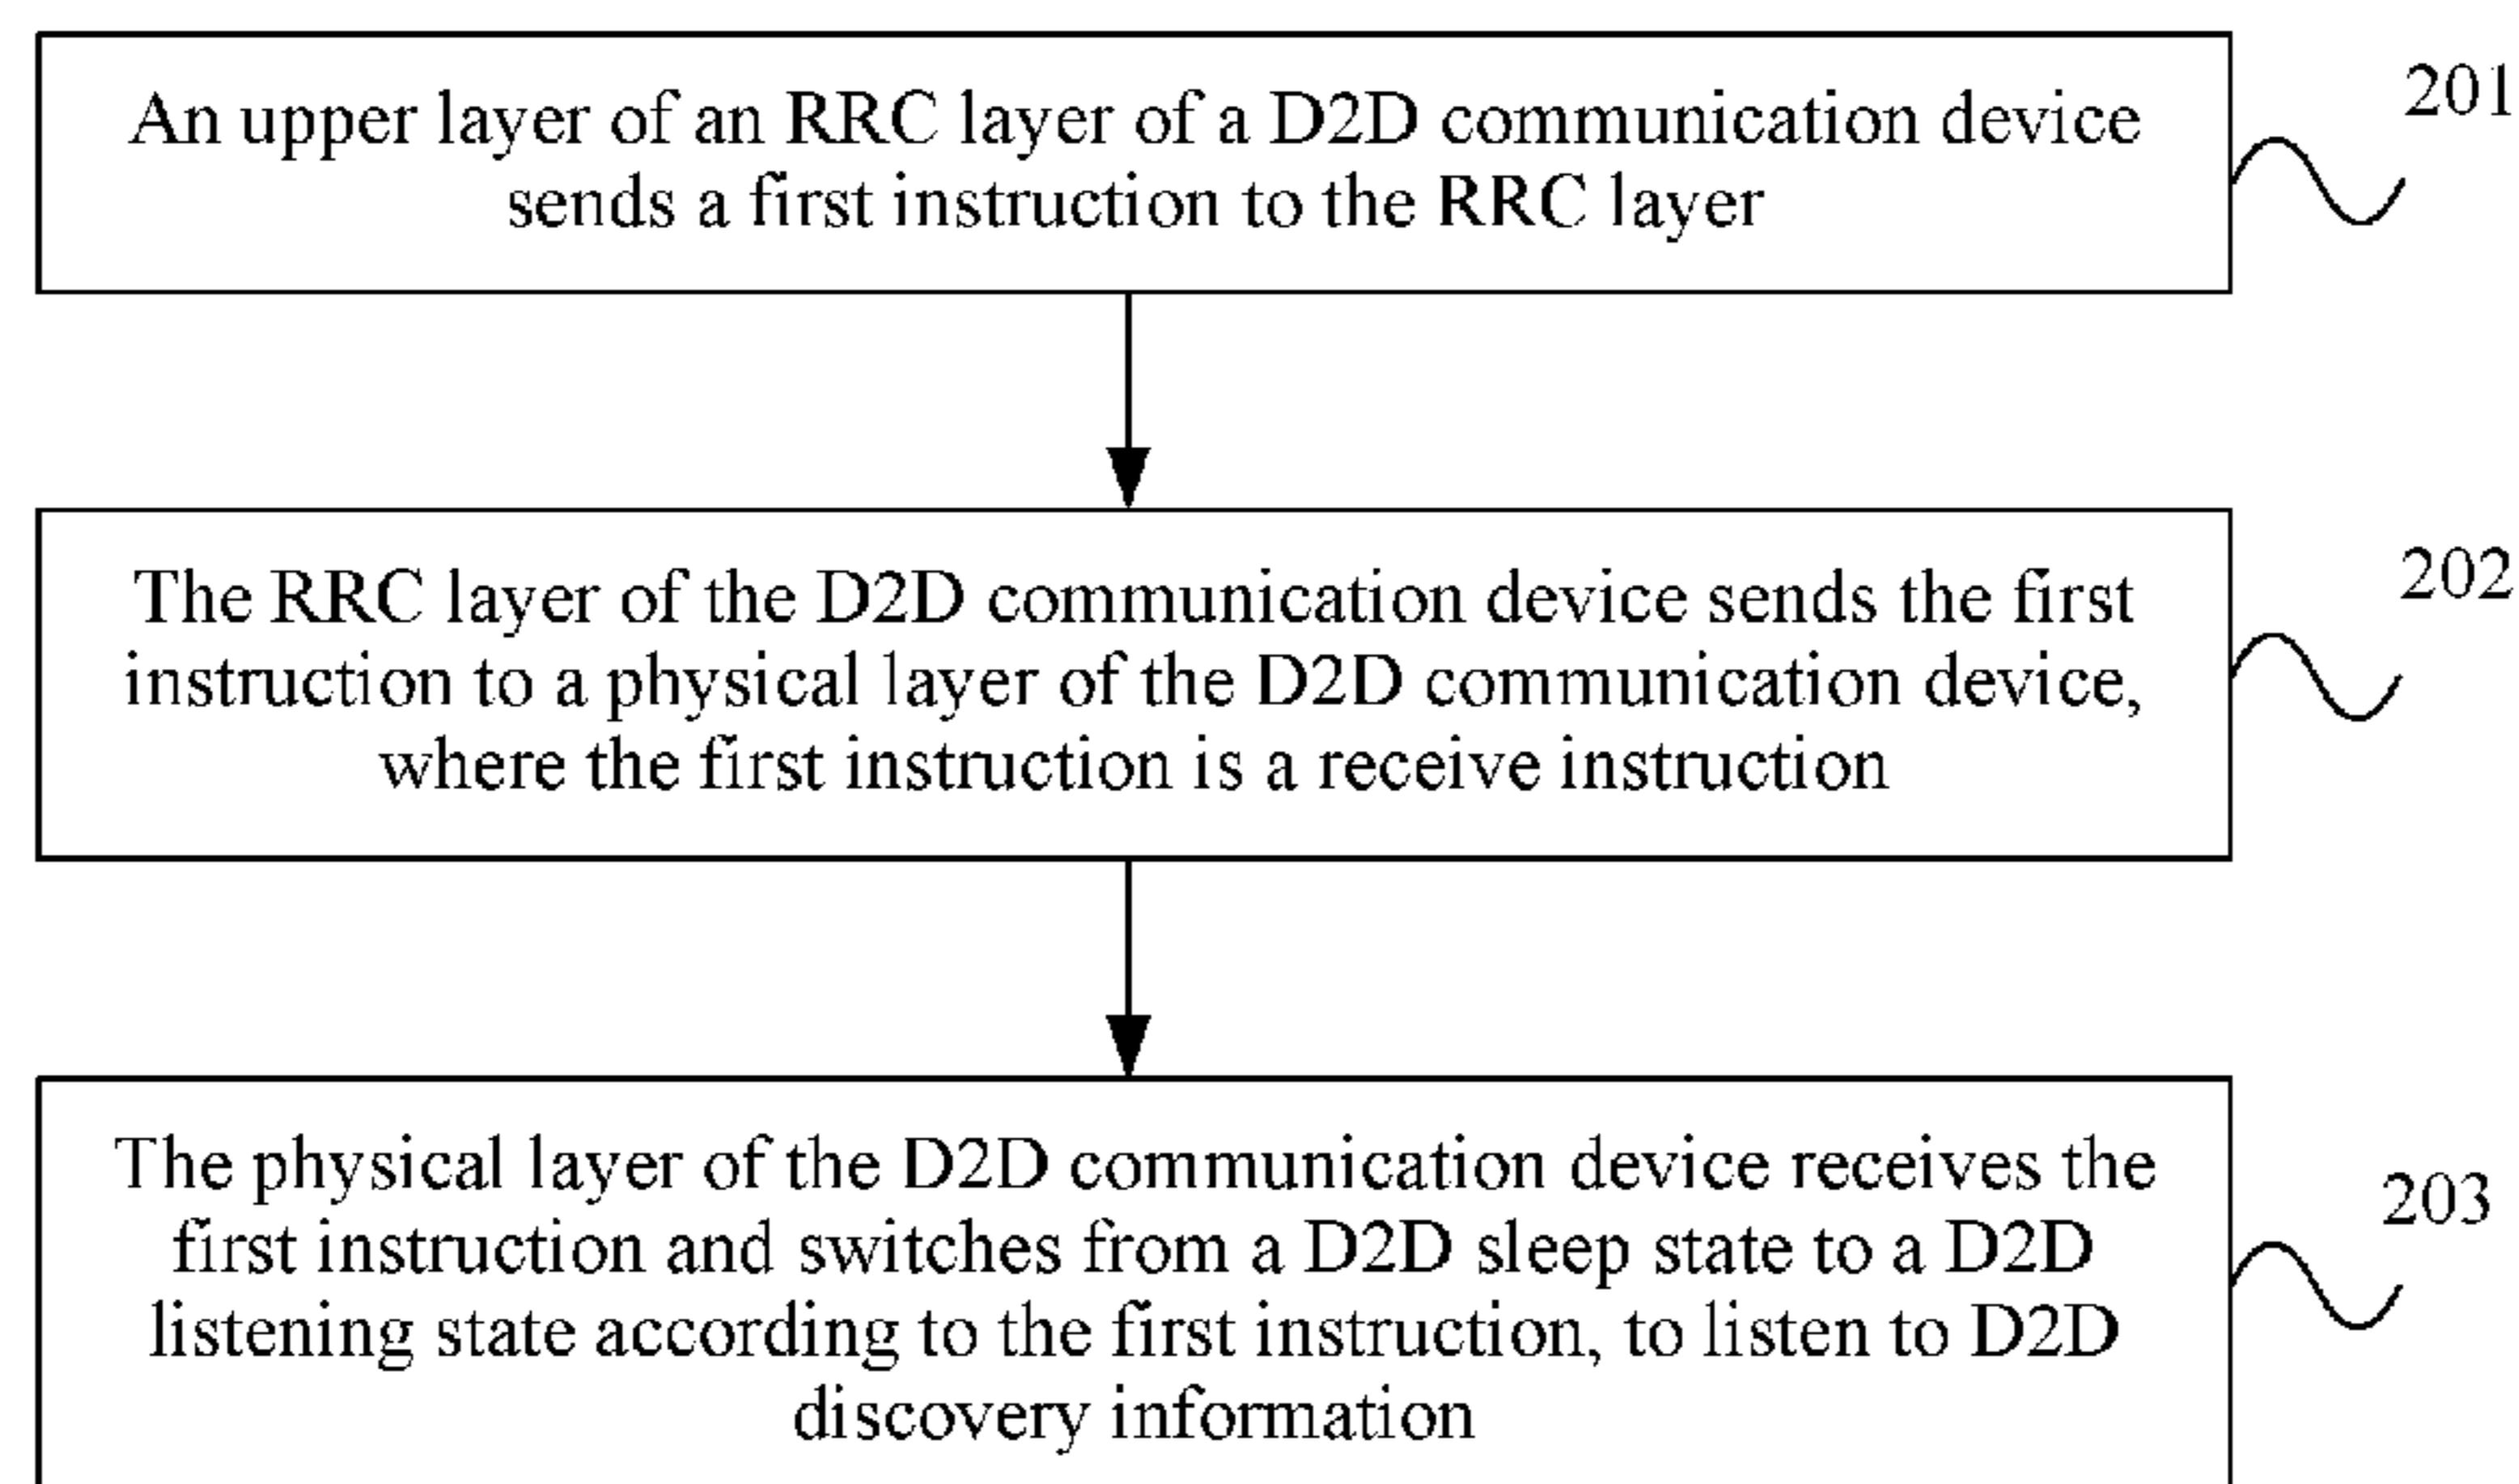 An upper layer of an RRC layer of a D2D communication device
sends a first instruction to the RRC layer
201
The RRC layer of the D2D communication device sends the first
instruction to a physical layer of the D2D communication device,
where the first instruction is a receive instruction
202
The physical layer of the D2D communication device receives the
first instruction and switches from a D2D sleep state to a D2D
listening state according to the first instruction, to listen to D2D
discovery information
203